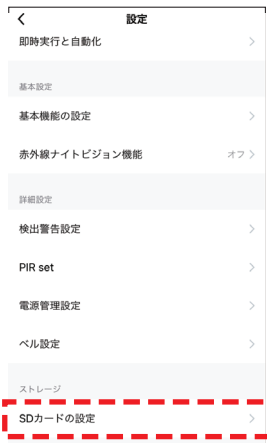 設定
即時実行と自動化
基本設定
基本機能の設定
赤外線ナイトビジョン機能 オフ
詳細設定
検出警告設定
PIR set
電源管理設定
ベル設定
ストレージ
SDカードの設定